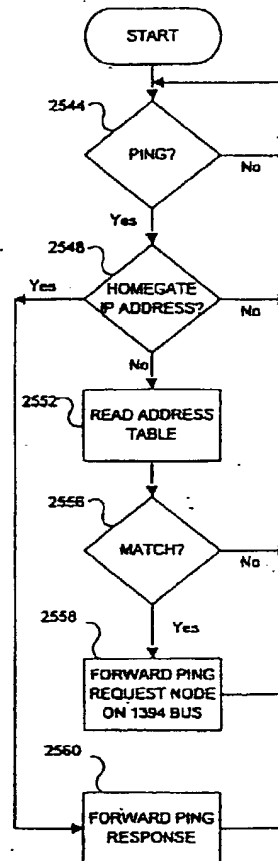 START
2544
PING?
No
Yes
2548
Yes
HOMEGATE
IP ADDRESS?
No
No
2552
READ ADDRESS
TABLE
2556
MATCH?
No
Yes
2558
FORWARD PING
REQUEST NODE
ON 1394 BUS
2560
FORWARD PING
RESPONSE